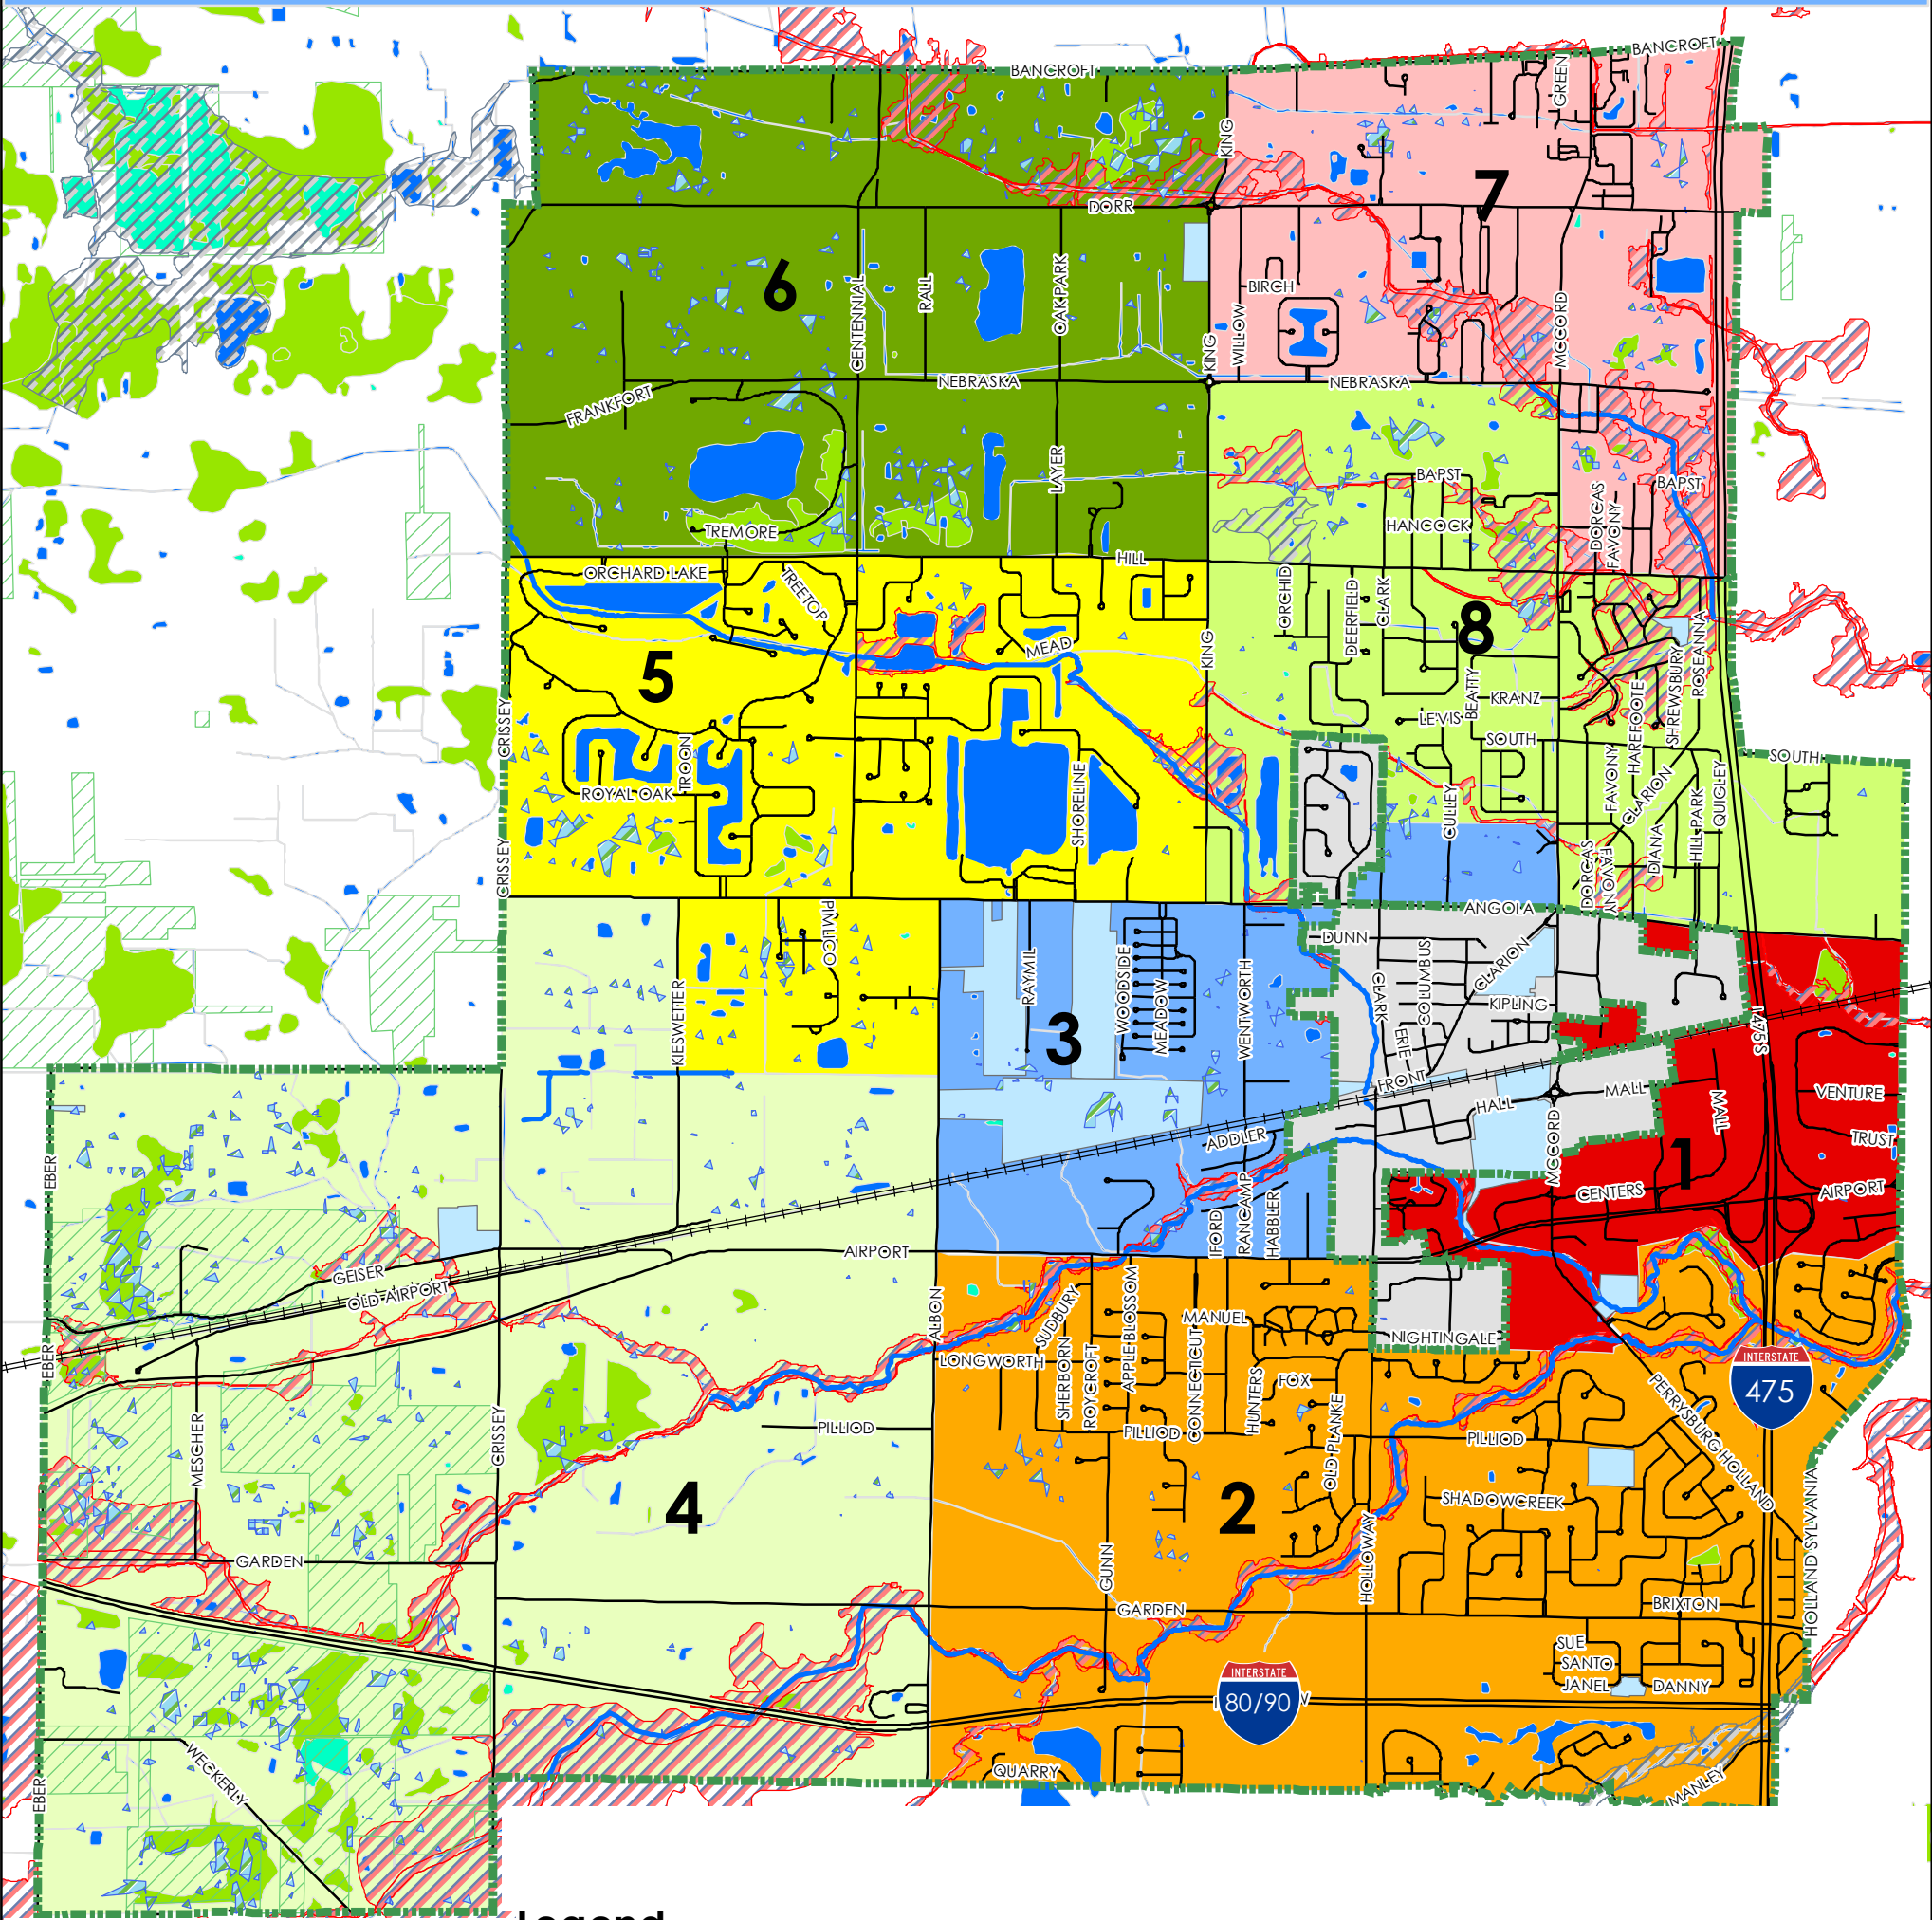 BANCROFT
BANCROFT
GREEN
KING
7
DORR
6
CENTENNIAL
RALL
OAK PARK
BIRCH
WILLOW
KING
MCCORD
NEBRASKA
NEBRASKA
FRANKFORT
LAYER
BAPST
BAPST
TREMORE
HANCOCK
DORCAS
FAVONY
HILL
ORCHARD LAKE
TREETOP
ORCHID
DEERFIELD
CLARK
8
MEAD
KING
5
ROSEANNA
SHREWSBURY
HAREFOOTE
BEATTY
KRANZ
LEVIS
SOUTH
SOUTH
CRISSEY
TROON
ROYAL OAK
SHORELINE
CULLEY
FAVONY
CLARION
QUIGLEY
HILL PARK
DIANA
CRISSEY
DORCAS
FAVONY
ANGOLA
PIMLICO
DUNN
RAYMIL
WOODSIDE
MEADOW
WENTWORTH
CLARK
COLUMBUS
CLARION
KIPLING
KIESWETTER
3
ERIE
I 475 S
FRONT
HALL
MALL
MALL
VENTURE
MCCORD
ADDLER
TRUST
1
EBER
CENTERS
AIRPORT
IFORD
RANCAMP
HABBLER
AIRPORT
GEISER
OLD AIRPORT
ALBON
SUDBURY
APPLEBLOSSOM
MANUEL
NIGHTINGALE
EBER
LONGWORTH
SHERBORN
ROYCROFT
CONNECTICUT
HUNTERS
FOX
OLD PLANKE
INTERSTATE
475
PERRYSBURG HOLLAND
MESCHER
CRISSEY
PILLIOD
PILLIOD
PILLIOD
4
2
SHADOWCREEK
HOLLAND SYLVANIA
GARDEN
GUNN
HOLLOWAY
GARDEN
BRIXTON
SUE
SANTO
JANEL
DANNY
INTERSTATE
80/90
WECKERLY
QUARRY
MANLEY
EBER
Legend